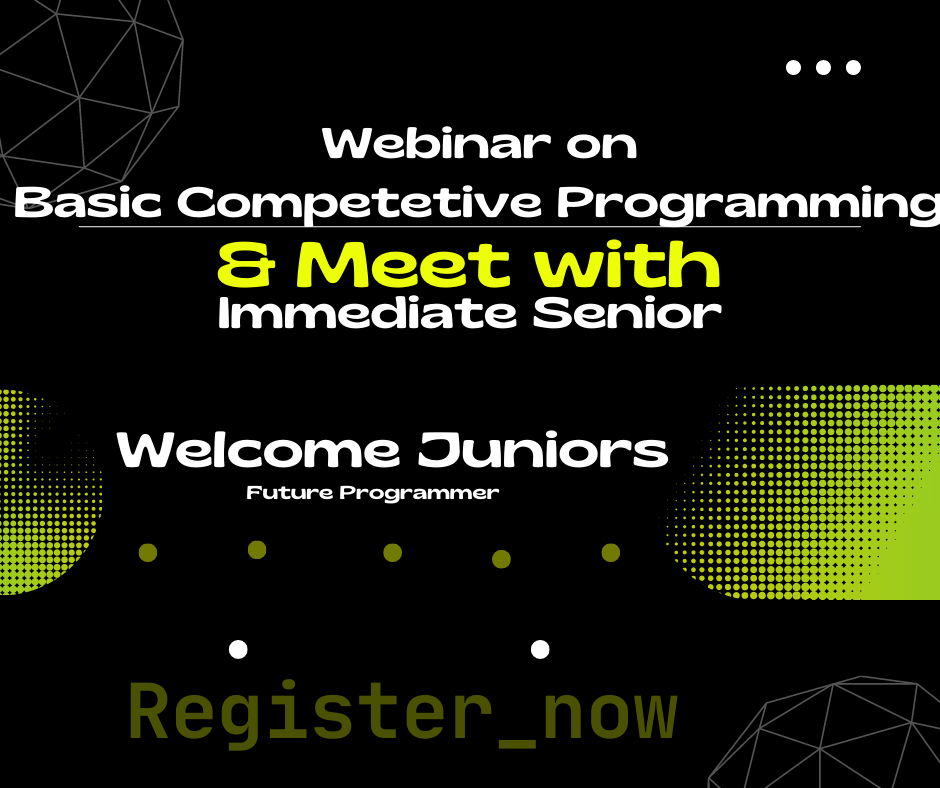 Webinar on
Basic Competetive Programming
& Meet with
Immediate Senior
Welcome Juniors
Future Programmer
Register_now